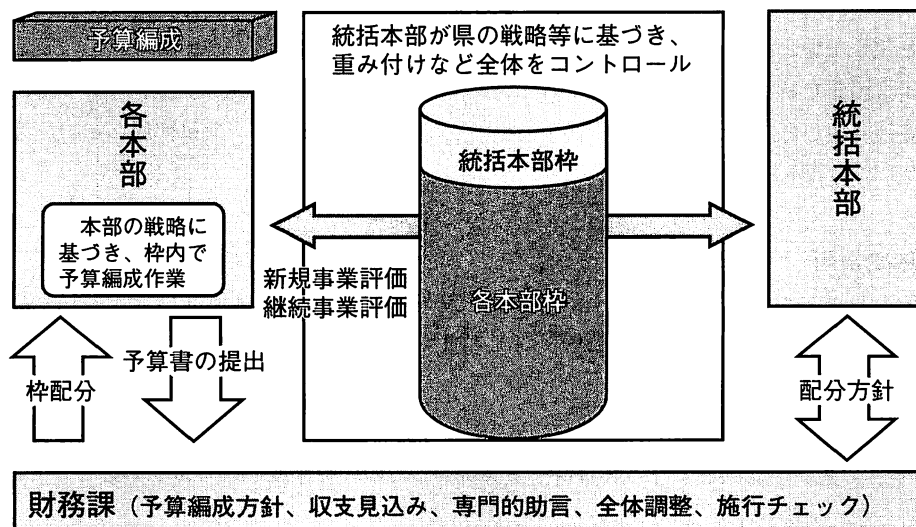 予算編成
統括本部が県の戦略等に基づき、
重み付けなど全体をコントロール
各本部
本部の戦略に
基づき、枠内で
予算編成作業
統括本部枠
各本部枠
新規事業評価
継続事業評価
統括本部
枠配分
予算書の提出
配分方針
財務課（予算編成方針、収支見込み、専門的助言、全体調整、施行チェック）